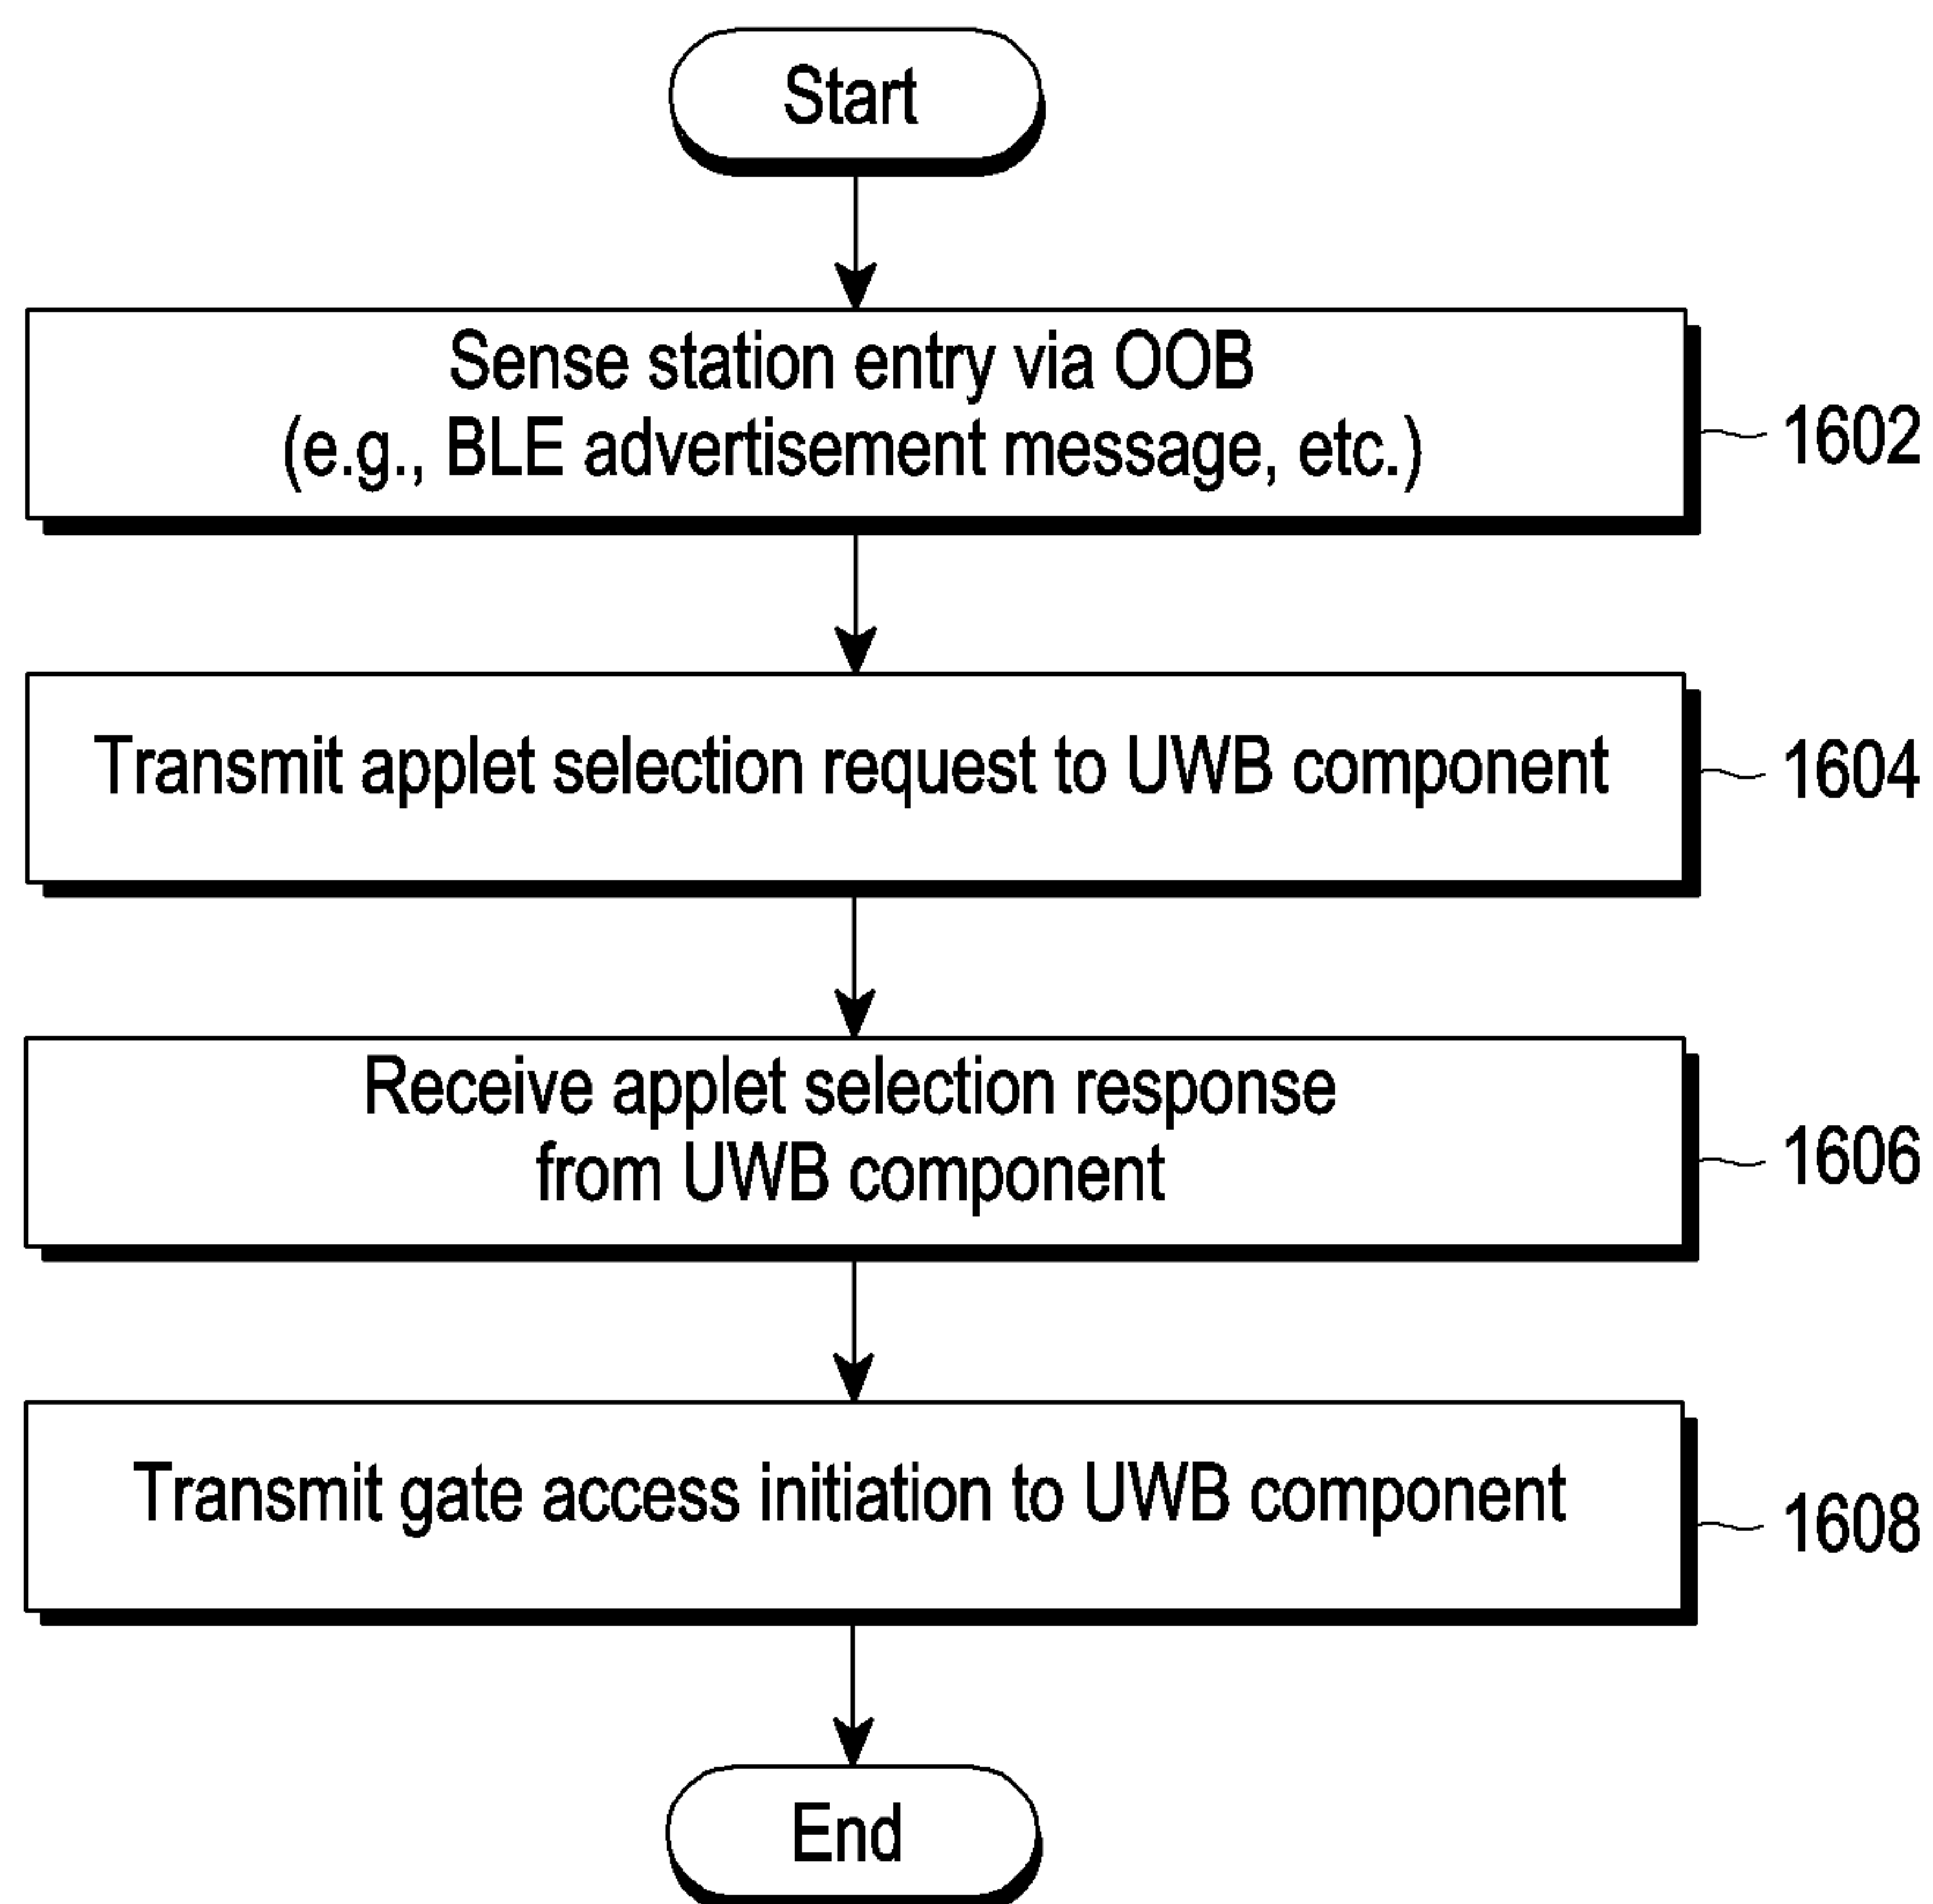 Start
Sense station entry via OOB
(e.g., BLE advertisement message, etc.)
1602
Transmit applet selection request to UWB component
1604
Receive applet selection response
from UWB component
1606
Transmit gate access initiation to UWB component
1608
End